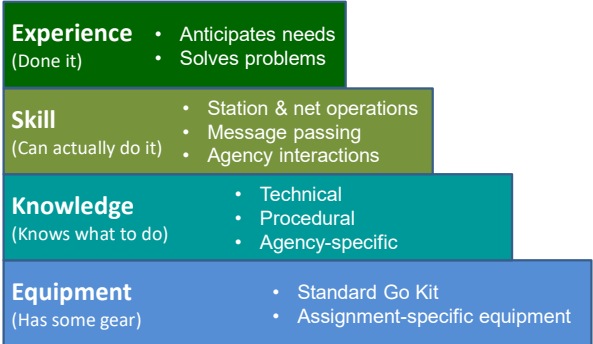 Experience
(Done it)
• Anticipates needs
• Solves problems
Skill
(Can actually do it)
• Station & net operations
• Message passing
• Agency interactions
Knowledge
(Knows what to do)
• Technical
• Procedural
• Agency-specific
Equipment
(Has some gear)
• Standard Go Kit
• Assignment-specific equipment